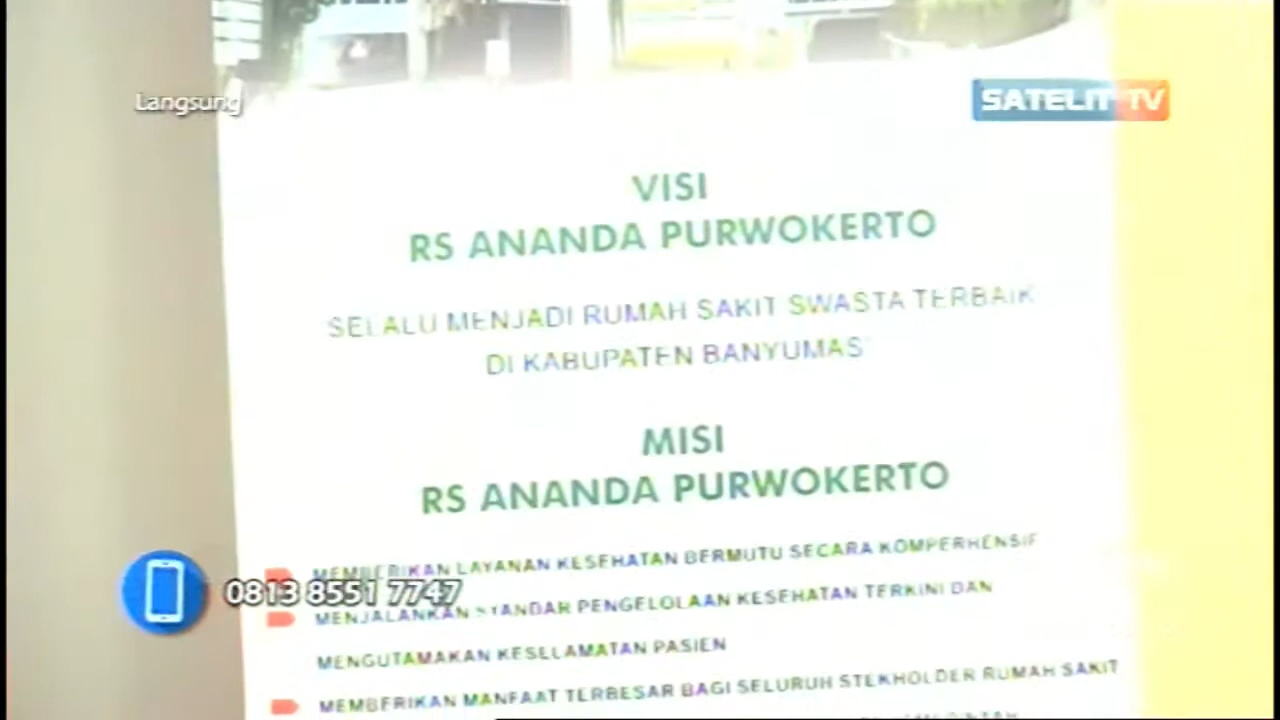 Langsung
SATELIT TV
VISI
RS ANANDA PURWOKERTO
SELALU MENJADI RUMAH SAKIT SWASTA TERBAIK
DI KABUPATEN BANYUMAS
MISI
RS ANANDA PURWOKERTO
MEMBERIKAN LAYANAN KESEHATAN BERMUTU SECARA KOMPERHENSIF
0813 8551 7747
MENJALANKAN STANDAR PENGELOLAAN KESEHATAN TERKINI DAN
MENGUTAMAKAN KESELAMATAN PASIEN
MEMBERIKAN MANFAAT TERBESAR BAGI SELURUH STEKHOLDER RUMAH SAKIT